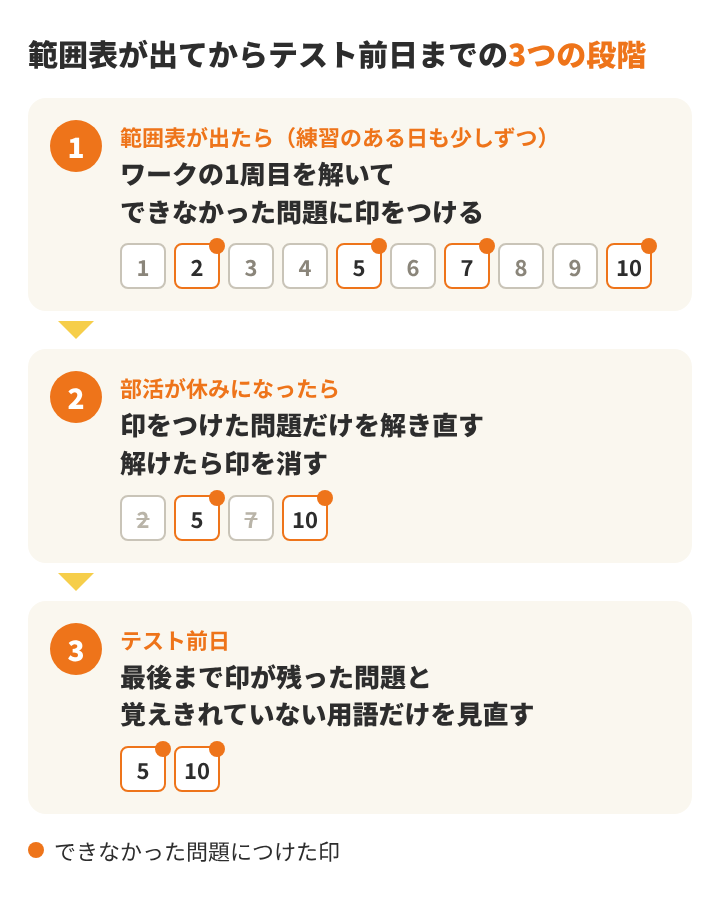 範囲表が出てからテスト前日までの3つの段階
1
範囲表が出たら（練習のある日も少しずつ）
ワークの1周目を解いて
できなかった問題に印をつける
1 2 3 4 5 6 7 8 9 10
2
部活が休みになったら
印をつけた問題だけを解き直す
解けたら印を消す
2 5 7 10
3
テスト前日
最後まで印が残った問題と
覚えきれていない用語だけを見直す
5 10
できなかった問題につけた印